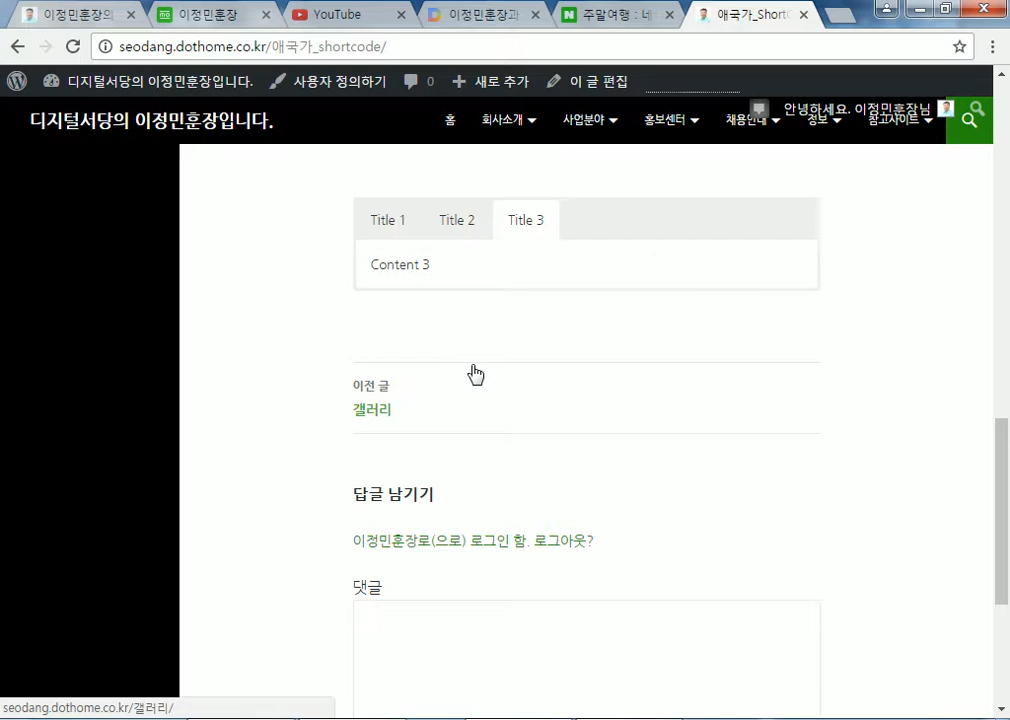 이정민훈장의
이정민훈장
YouTube
이정민훈장과
주말여행 : 네
애국가_Short
seodang.dothome.co.kr/애국가_shortcode/
디지털서당의 이정민훈장입니다.
사용자 정의하기
0
새로 추가
이 글 편집
안녕하세요. 이정민훈장님
디지털서당의 이정민훈장입니다.
홈
회사소개
사업분야
홍보센터
채용안내
정보
참고사이트
Title 1
Title 2
Title 3
Content 3
이전 글
갤러리
답글 남기기
이정민훈장로(으로) 로그인 함. 로그아웃?
댓글
seodang.dothome.co.kr/갤러리/